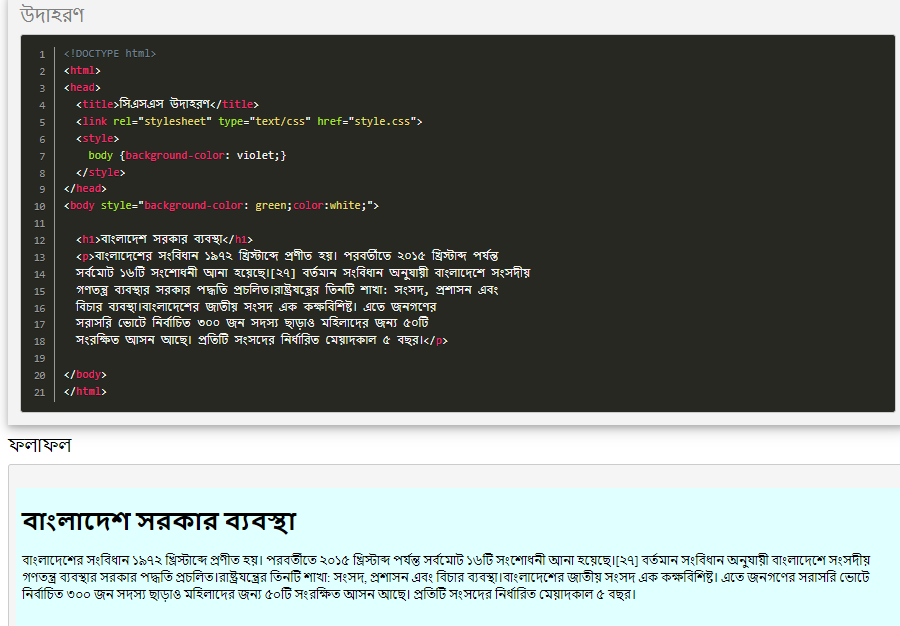 উদাহরণ
1 <!DOCTYPE html>
2 <html>
3 <head>
4 <title>সিএসএস উদাহরণ</title>
5 <link rel="stylesheet" type="text/css" href="style.css">
6 <style>
7 body {background-color: violet;}
8 </style>
9 </head>
10 <body style="background-color: green;color:white;">
11
12 <h1>বাংলাদেশ সরকার ব্যবস্থা</h1>
13 <p>বাংলাদেশের সংবিধান ১৯৭২ খ্রিস্টাব্দে প্রণীত হয়। পরবর্তীতে ২০১৫ খ্রিস্টাব্দ পর্যন্ত
14 সর্বমোট ১৬টি সংশোধনী আনা হয়েছে।[২৭] বর্তমান সংবিধান অনুযায়ী বাংলাদেশে সংসদীয়
15 গণতন্ত্র ব্যবস্থার সরকার পদ্ধতি প্রচলিত।রাষ্ট্রযন্ত্রের তিনটি শাখা: সংসদ, প্রশাসন এবং
16 বিচার ব্যবস্থা।বাংলাদেশের জাতীয় সংসদ এক কক্ষবিশিষ্ট। এতে জনগণের
17 সরাসরি ভোটে নির্বাচিত ৩০০ জন সদস্য ছাড়াও মহিলাদের জন্য ৫০টি
18 সংরক্ষিত আসন আছে। প্রতিটি সংসদের নির্ধারিত মেয়াদকাল ৫ বছর।</p>
19
20 </body>
21 </html>
ফলাফল
বাংলাদেশ সরকার ব্যবস্থা
বাংলাদেশের সংবিধান ১৯৭২ খ্রিস্টাব্দে প্রণীত হয়। পরবর্তীতে ২০১৫ খ্রিস্টাব্দ পর্যন্ত সর্বমোট ১৬টি সংশোধনী আনা হয়েছে।[২৭] বর্তমান সংবিধান অনুযায়ী বাংলাদেশে সংসদীয়
গণতন্ত্র ব্যবস্থার সরকার পদ্ধতি প্রচলিত।রাষ্ট্রযন্ত্রের তিনটি শাখা: সংসদ, প্রশাসন এবং বিচার ব্যবস্থা।বাংলাদেশের জাতীয় সংসদ এক কক্ষবিশিষ্ট। এতে জনগণের সরাসরি ভোটে
নির্বাচিত ৩০০ জন সদস্য ছাড়াও মহিলাদের জন্য ৫০টি সংরক্ষিত আসন আছে। প্রতিটি সংসদের নির্ধারিত মেয়াদকাল ৫ বছর।